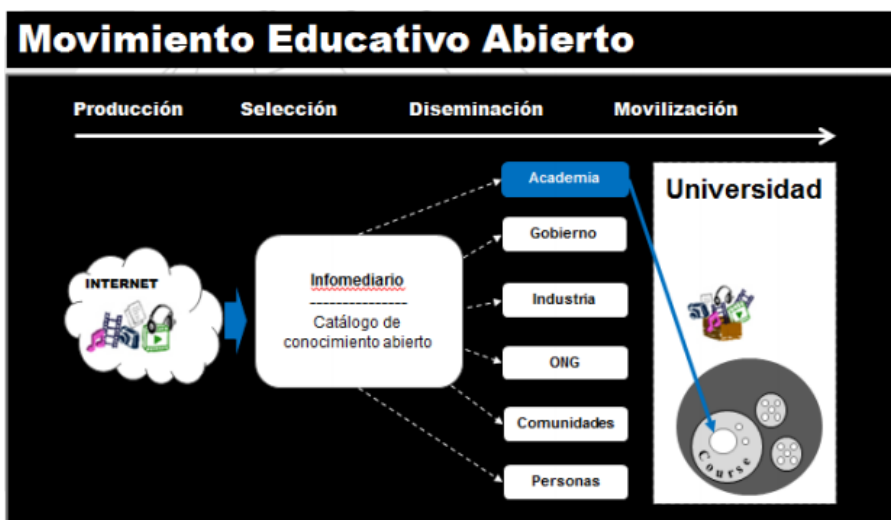 Movimiento Educativo Abierto
Producción Selección Diseminación Movilización
INTERNET
Infomediario
---------------
Catálogo de
conocimiento abierto
Academia
Gobierno
Industria
ONG
Comunidades
Personas
Universidad
Course